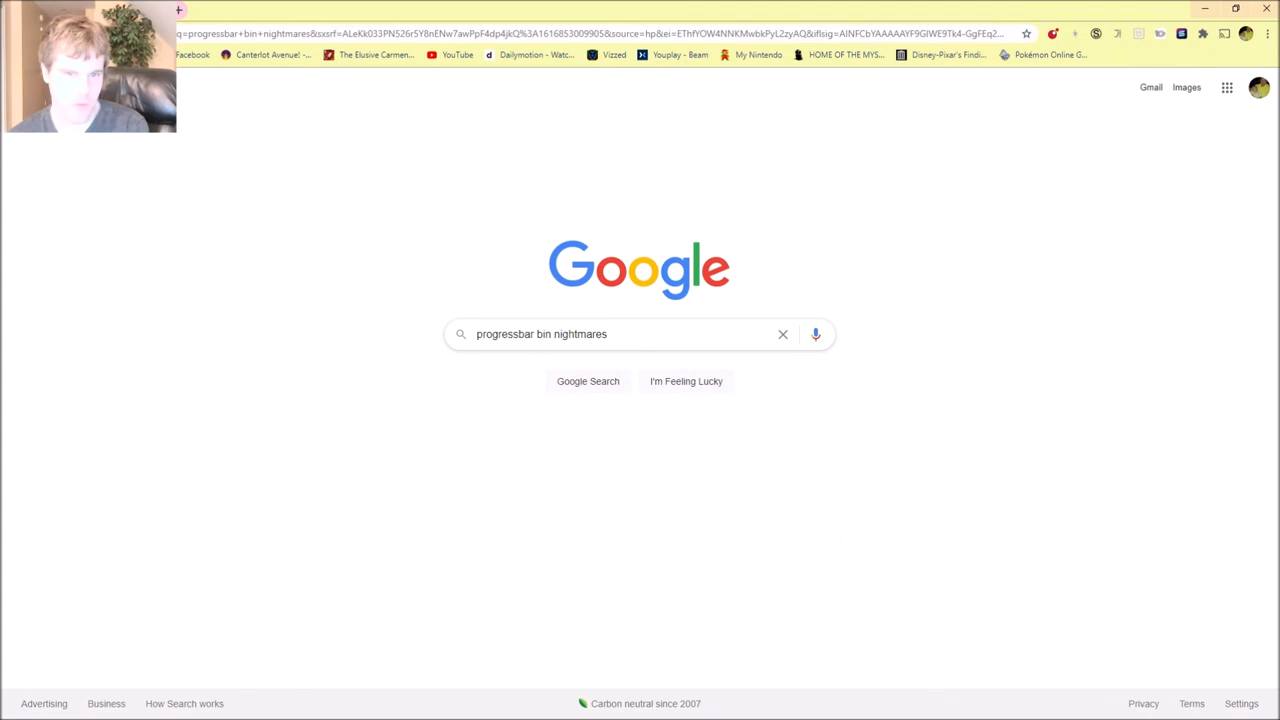 q=progressbar+bin+nightmares&sxsrf=ALeKk033PN526r5Y8nENw7awPpF4dp4jkQ%3A1616853009905&source=hp&ei=EThfYOW4NNKMwbkPyL2zyAQ&iflsig=AINFCbYAAAAAYF9GIWE9Tk4-GgFEq2...
Facebook Canterlot Avenue! -... The Elusive Carmen... YouTube Dailymotion - Watc... Vizzed Youplay - Beam My Nintendo HOME OF THE MYS... Disney-Pixar's Findi... Pokémon Online G...
Gmail Images
Google
progressbar bin nightmares
Google Search I'm Feeling Lucky
Advertising Business How Search works Carbon neutral since 2007 Privacy Terms Settings